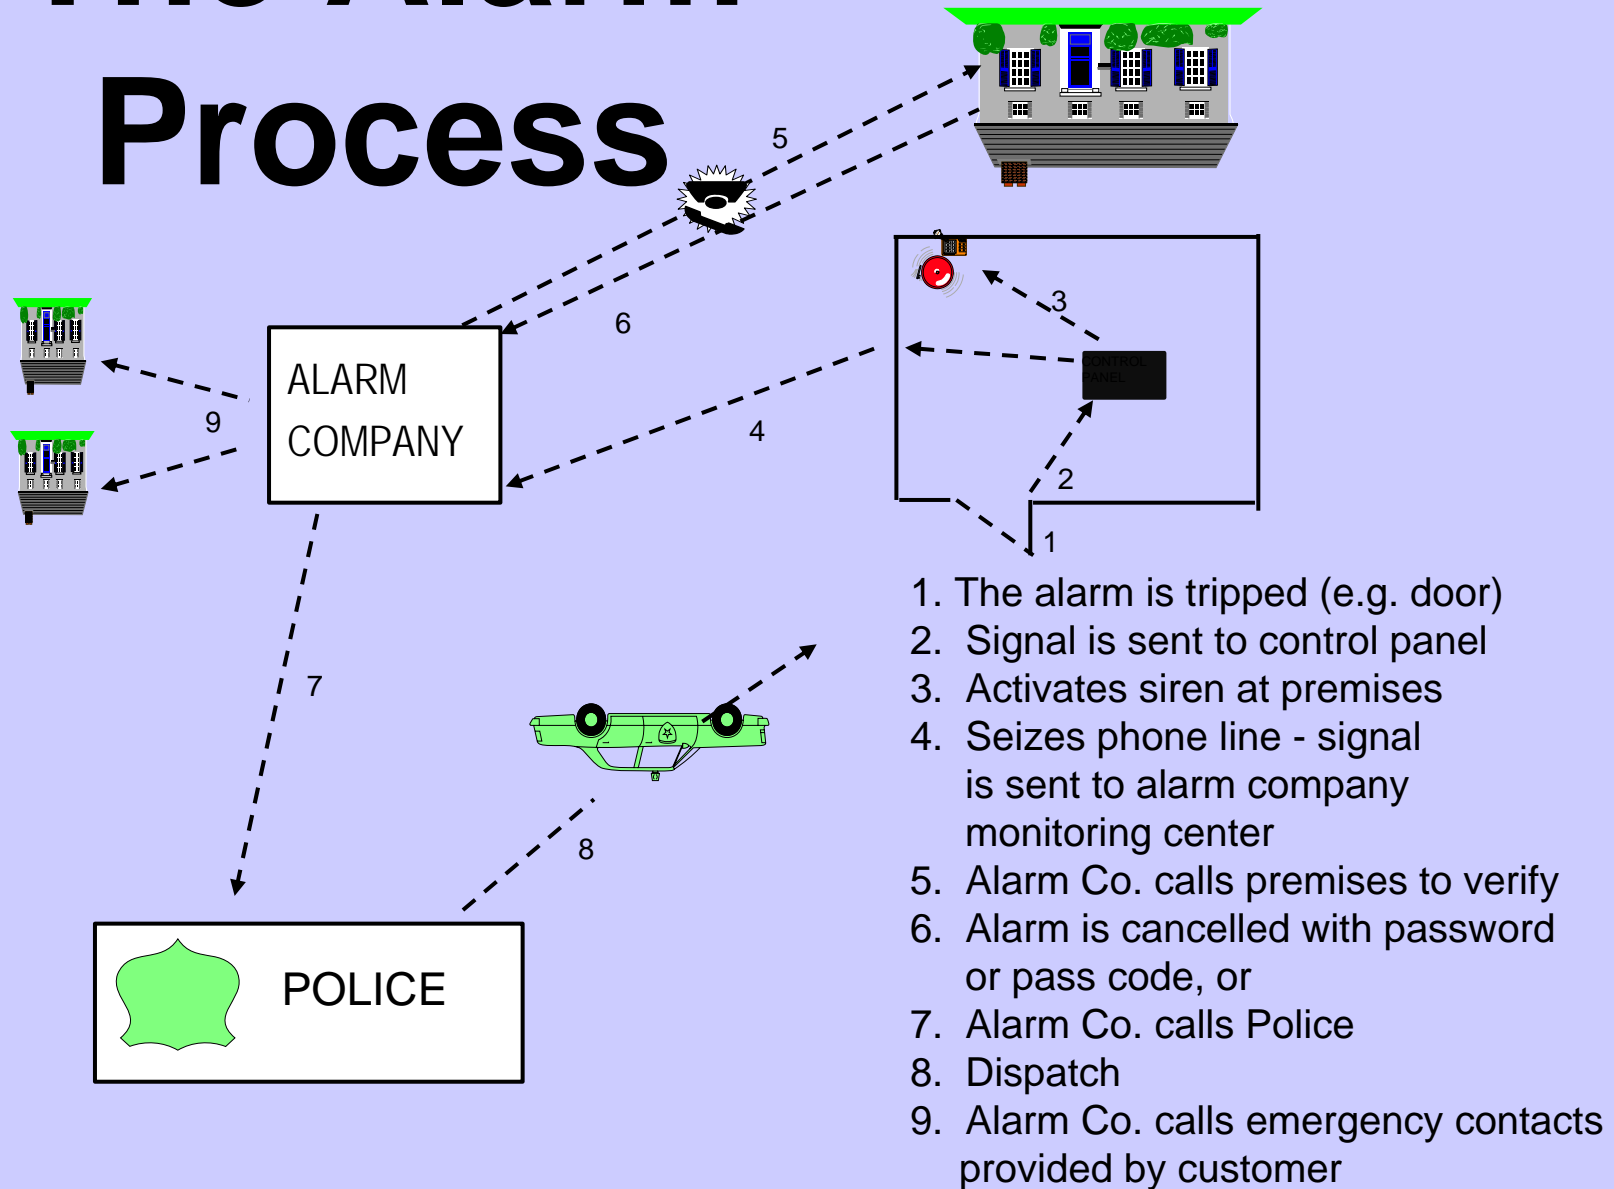 The Alarm
Process
5
6
3
CONTROL
PANEL
ALARM
COMPANY
9
4
2
1
7
8
POLICE
1. The alarm is tripped (e.g. door)
2. Signal is sent to control panel
3. Activates siren at premises
4. Seizes phone line - signal
is sent to alarm company
monitoring center
5. Alarm Co. calls premises to verify
6. Alarm is cancelled with password
or pass code, or
7. Alarm Co. calls Police
8. Dispatch
9. Alarm Co. calls emergency contacts
provided by customer